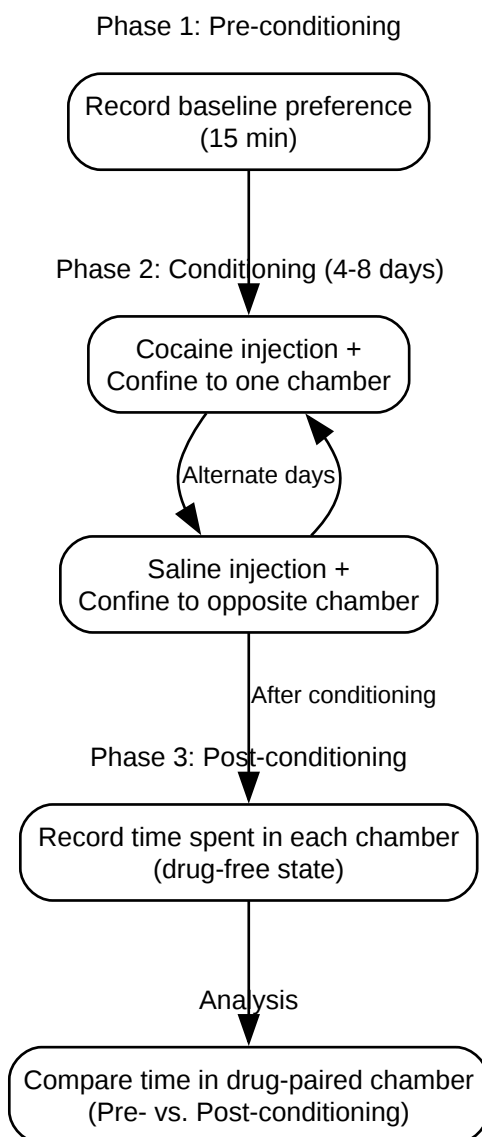 Phase 1: Pre-conditioning
Record baseline preference
(15 min)
Phase 2: Conditioning (4-8 days)
Cocaine injection +
Confine to one chamber
Alternate days
Saline injection +
Confine to opposite chamber
After conditioning
Phase 3: Post-conditioning
Record time spent in each chamber
(drug-free state)
Analysis
Compare time in drug-paired chamber
(Pre- vs. Post-conditioning)